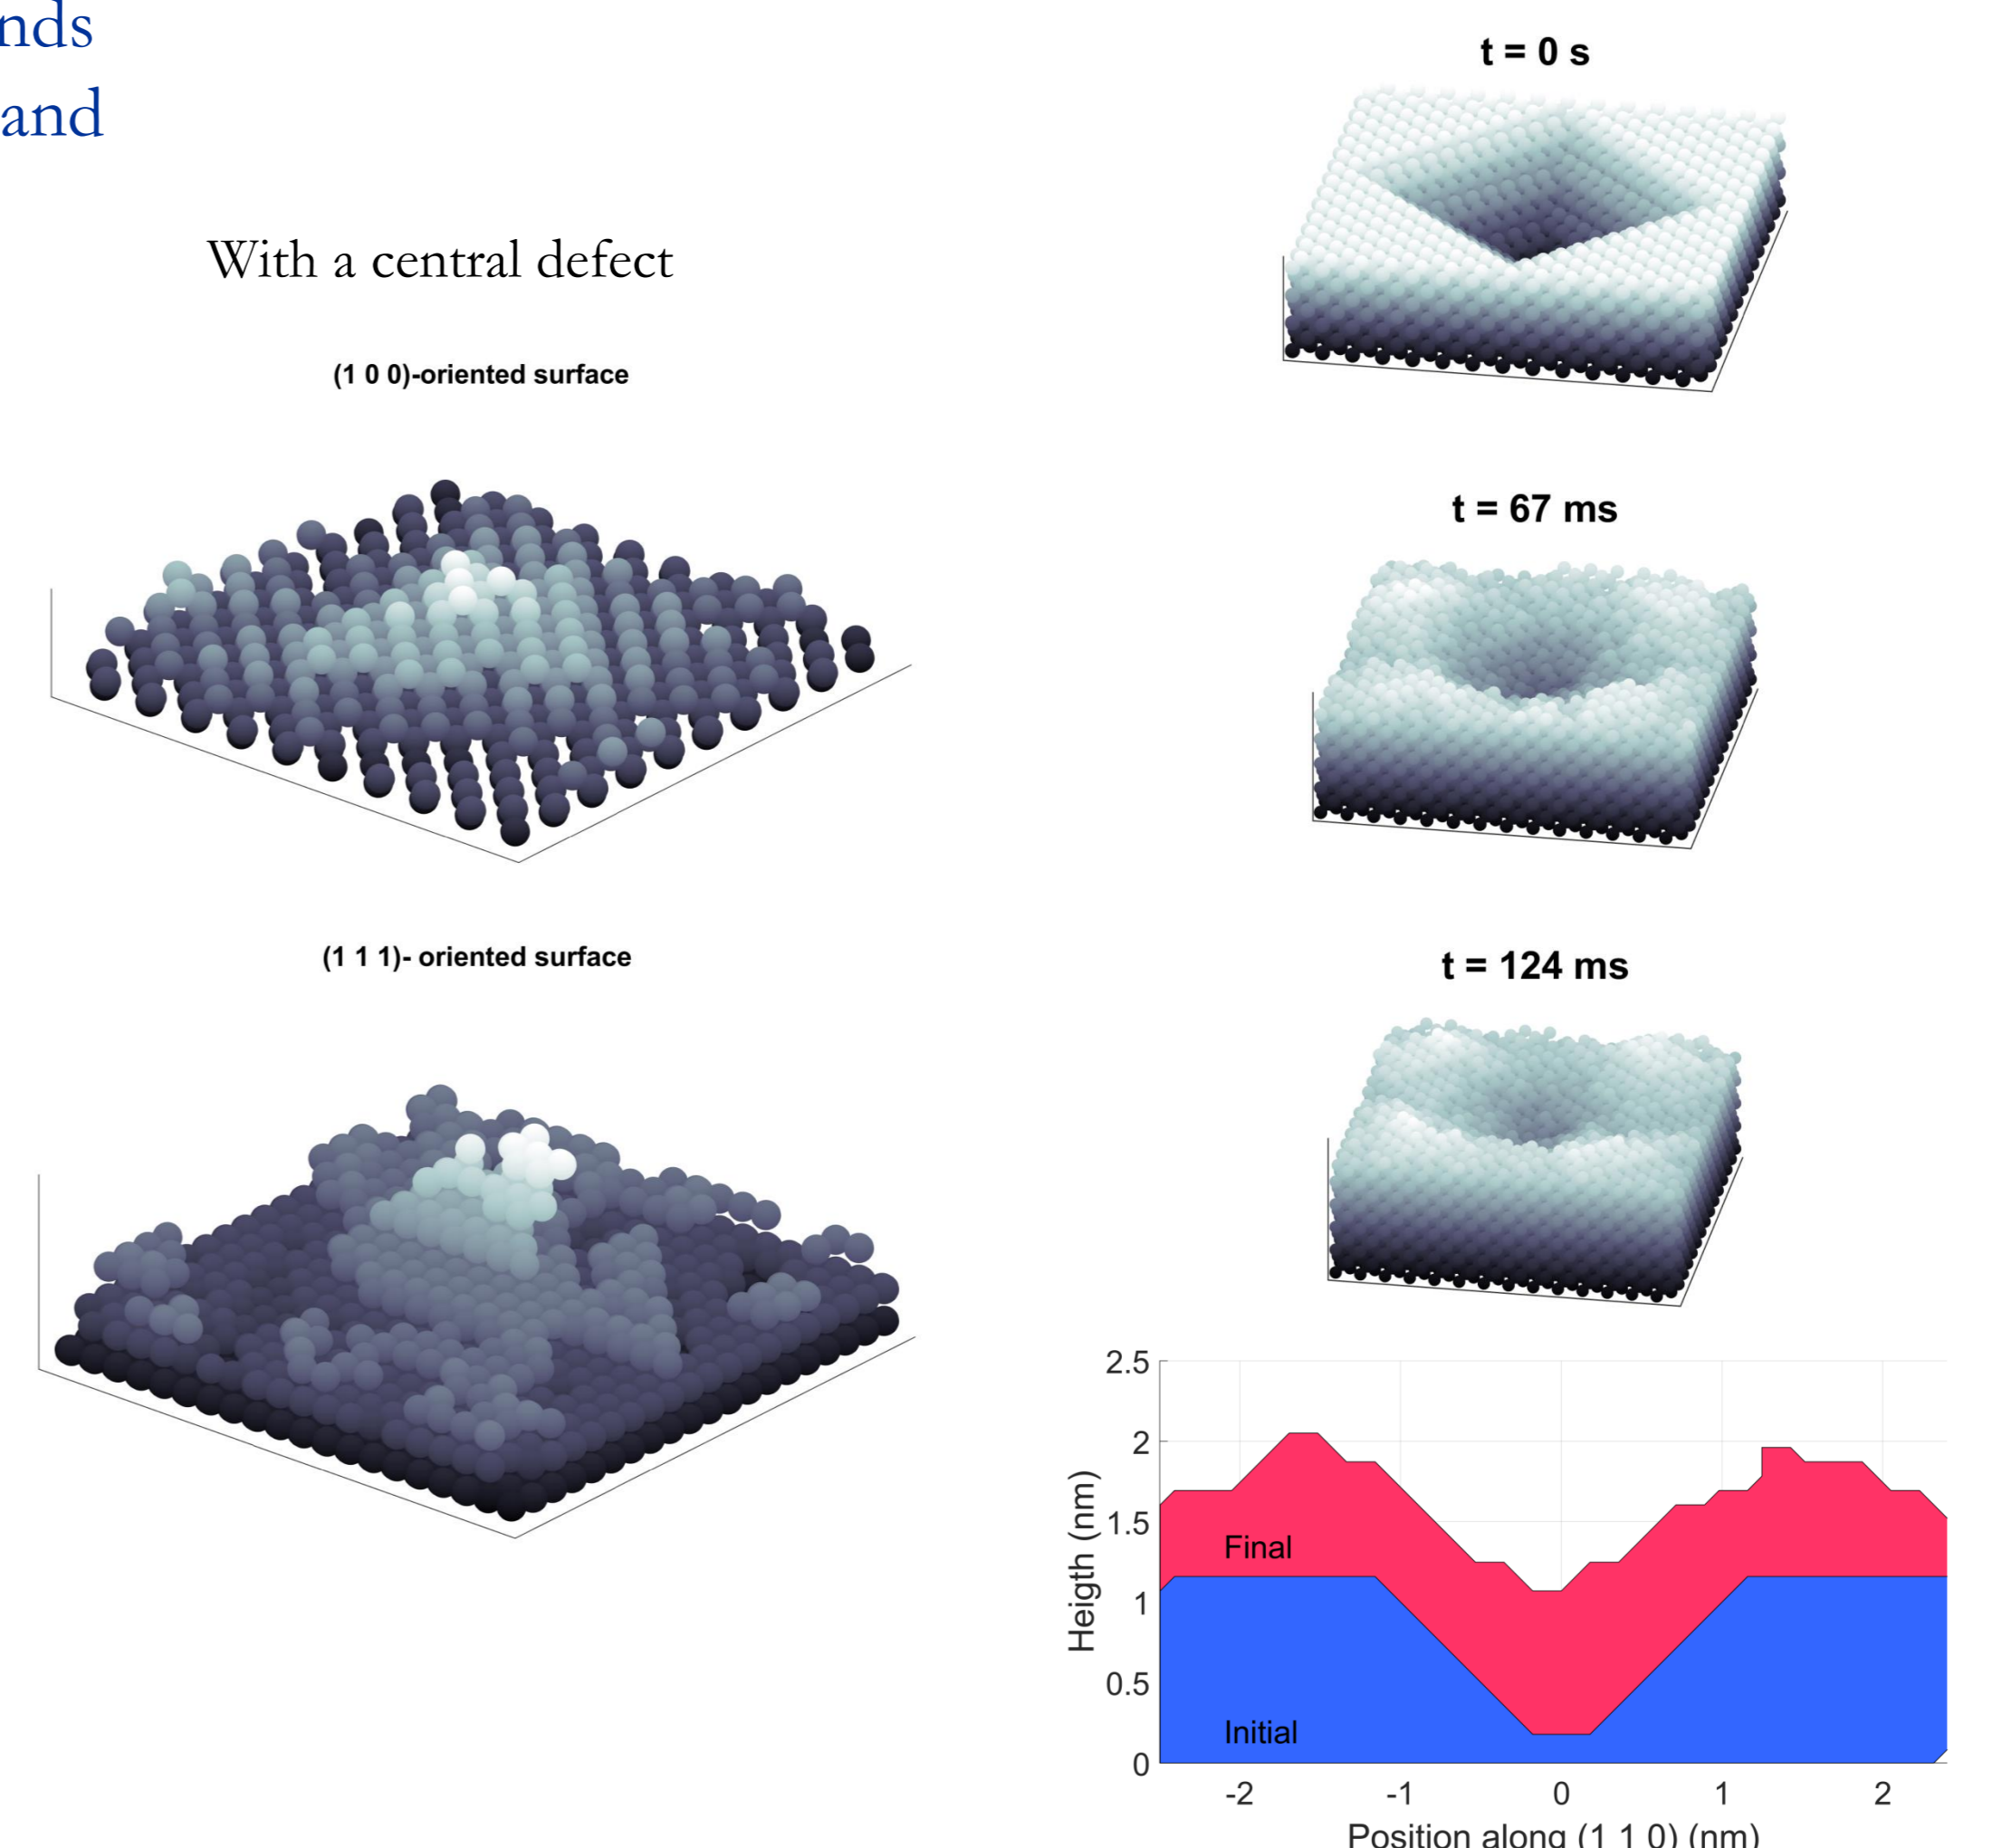 nds
and
With a central defect
(1 0 0)-oriented surface
(1 1 1)- oriented surface
t = 0 s
t = 67 ms
t = 124 ms
2.5
2
1.5
1
0.5
0
Heigth (nm)
Final
Initial
-2 -1 0 1 2
Position along (1 1 0) (nm)